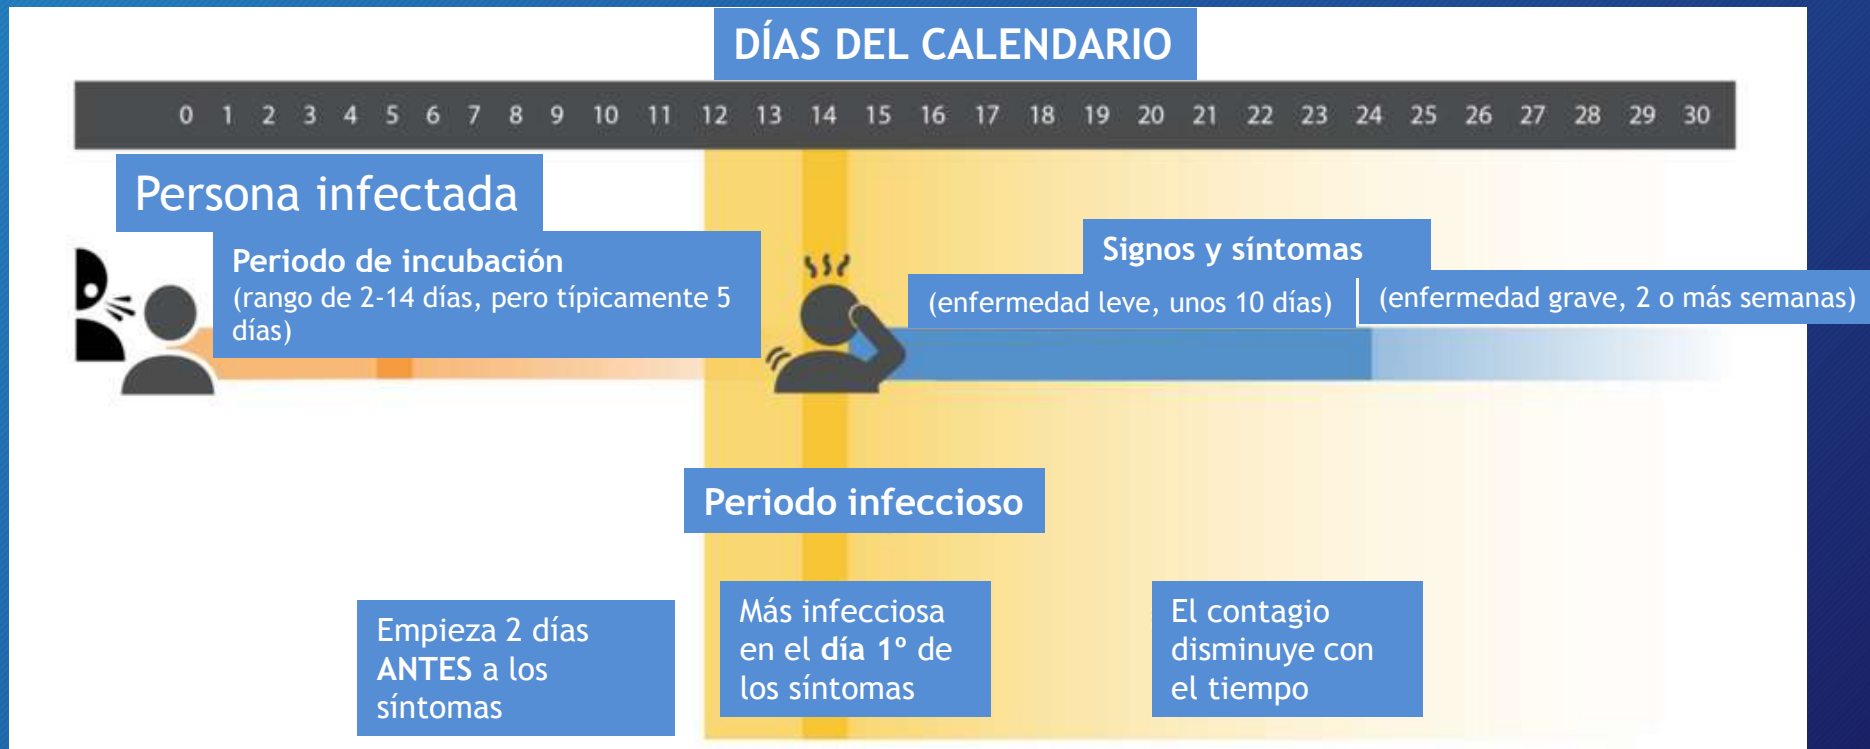 DÍAS DEL CALENDARIO
0 1 2 3 4 5 6 7 8 9 10 11 12 13 14 15 16 17 18 19 20 21 22 23 24 25 26 27 28 29 30
Persona infectada
Periodo de incubación
(rango de 2-14 días, pero típicamente 5
días)
Signos y síntomas
(enfermedad leve, unos 10 días)
(enfermedad grave, 2 o más semanas)
Periodo infeccioso
Empieza 2 días
ANTES a los
síntomas
Más infecciosa
en el día 1º de
los síntomas
El contagio
disminuye con
el tiempo